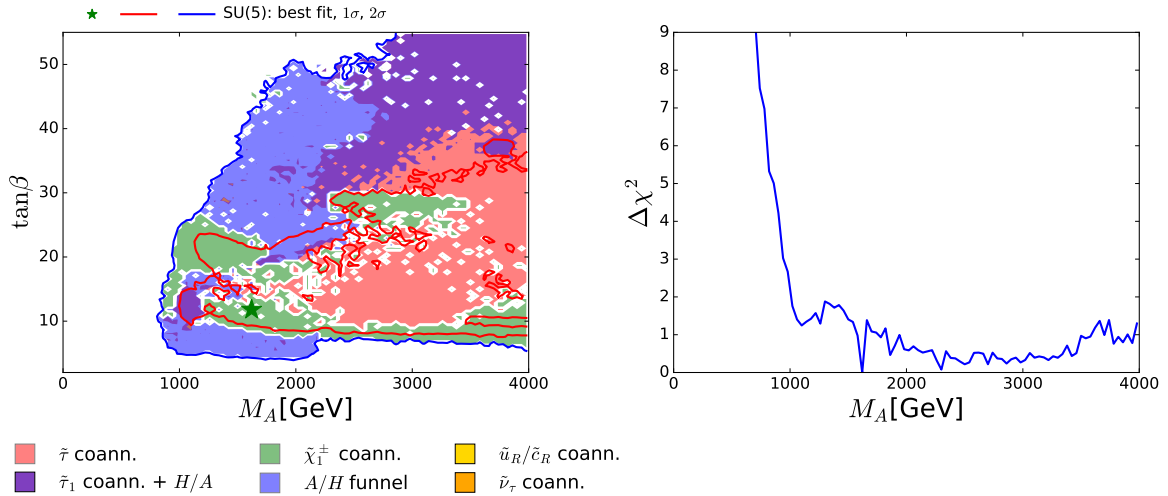 SU(5): best fit, 1σ, 2σ
50
40
30
20
10
tanβ
0 1000 2000 3000 4000
M_A[GeV]
9
8
7
6
5
4
3
2
1
0
Δχ²
0 1000 2000 3000 4000
M_A[GeV]
τ̃ coann.
χ̃₁± coann.
ũ_R/c̃_R coann.
τ̃₁ coann. + H/A
A/H funnel
ν̃_τ coann.